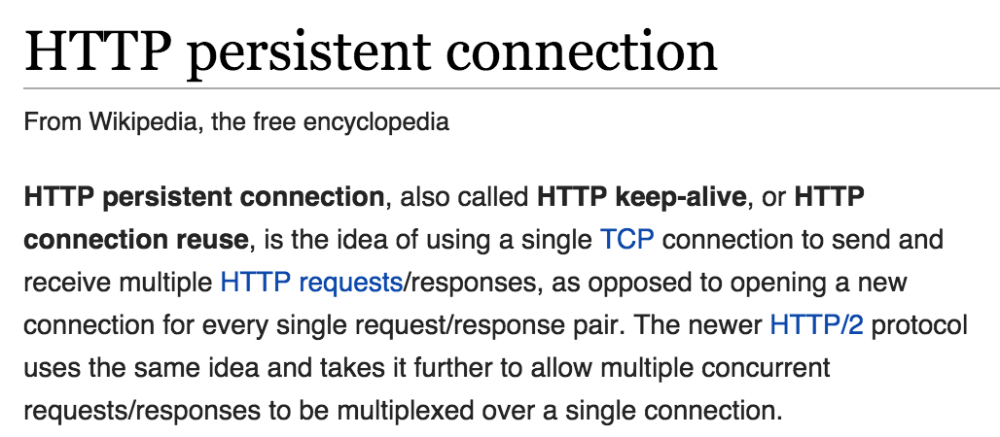 HTTP persistent connection
From Wikipedia, the free encyclopedia
HTTP persistent connection, also called HTTP keep-alive, or HTTP
connection reuse, is the idea of using a single TCP connection to send and
receive multiple HTTP requests/responses, as opposed to opening a new
connection for every single request/response pair. The newer HTTP/2 protocol
uses the same idea and takes it further to allow multiple concurrent
requests/responses to be multiplexed over a single connection.